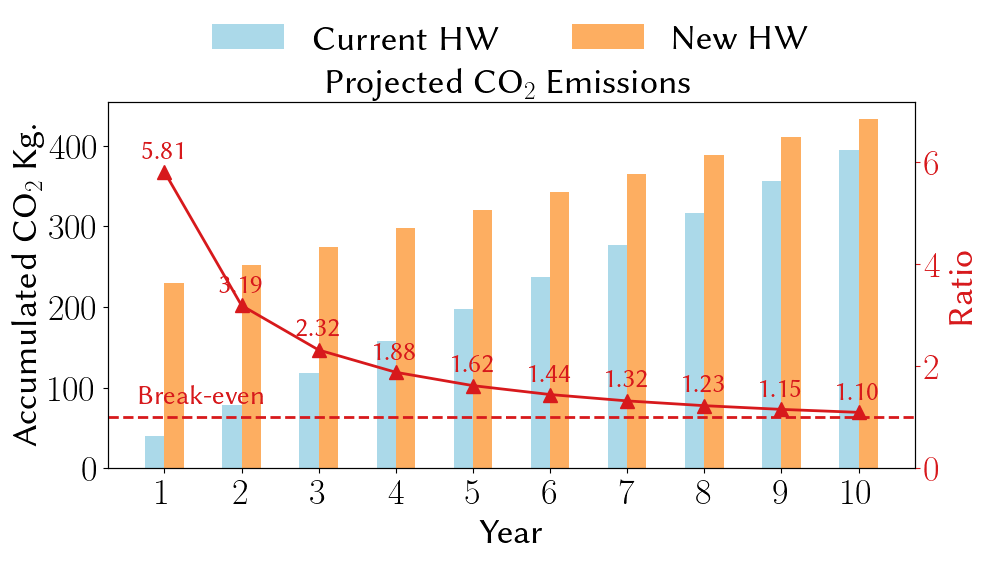 Current HW New HW
Projected CO₂ Emissions
Accumulated CO₂ Kg.
400
300
200
100
0
5.81
3.19
2.32
1.88
1.62
1.44
1.32
1.23
1.15
1.10
Break-even
6
4
2
0
Ratio
1 2 3 4 5 6 7 8 9 10
Year